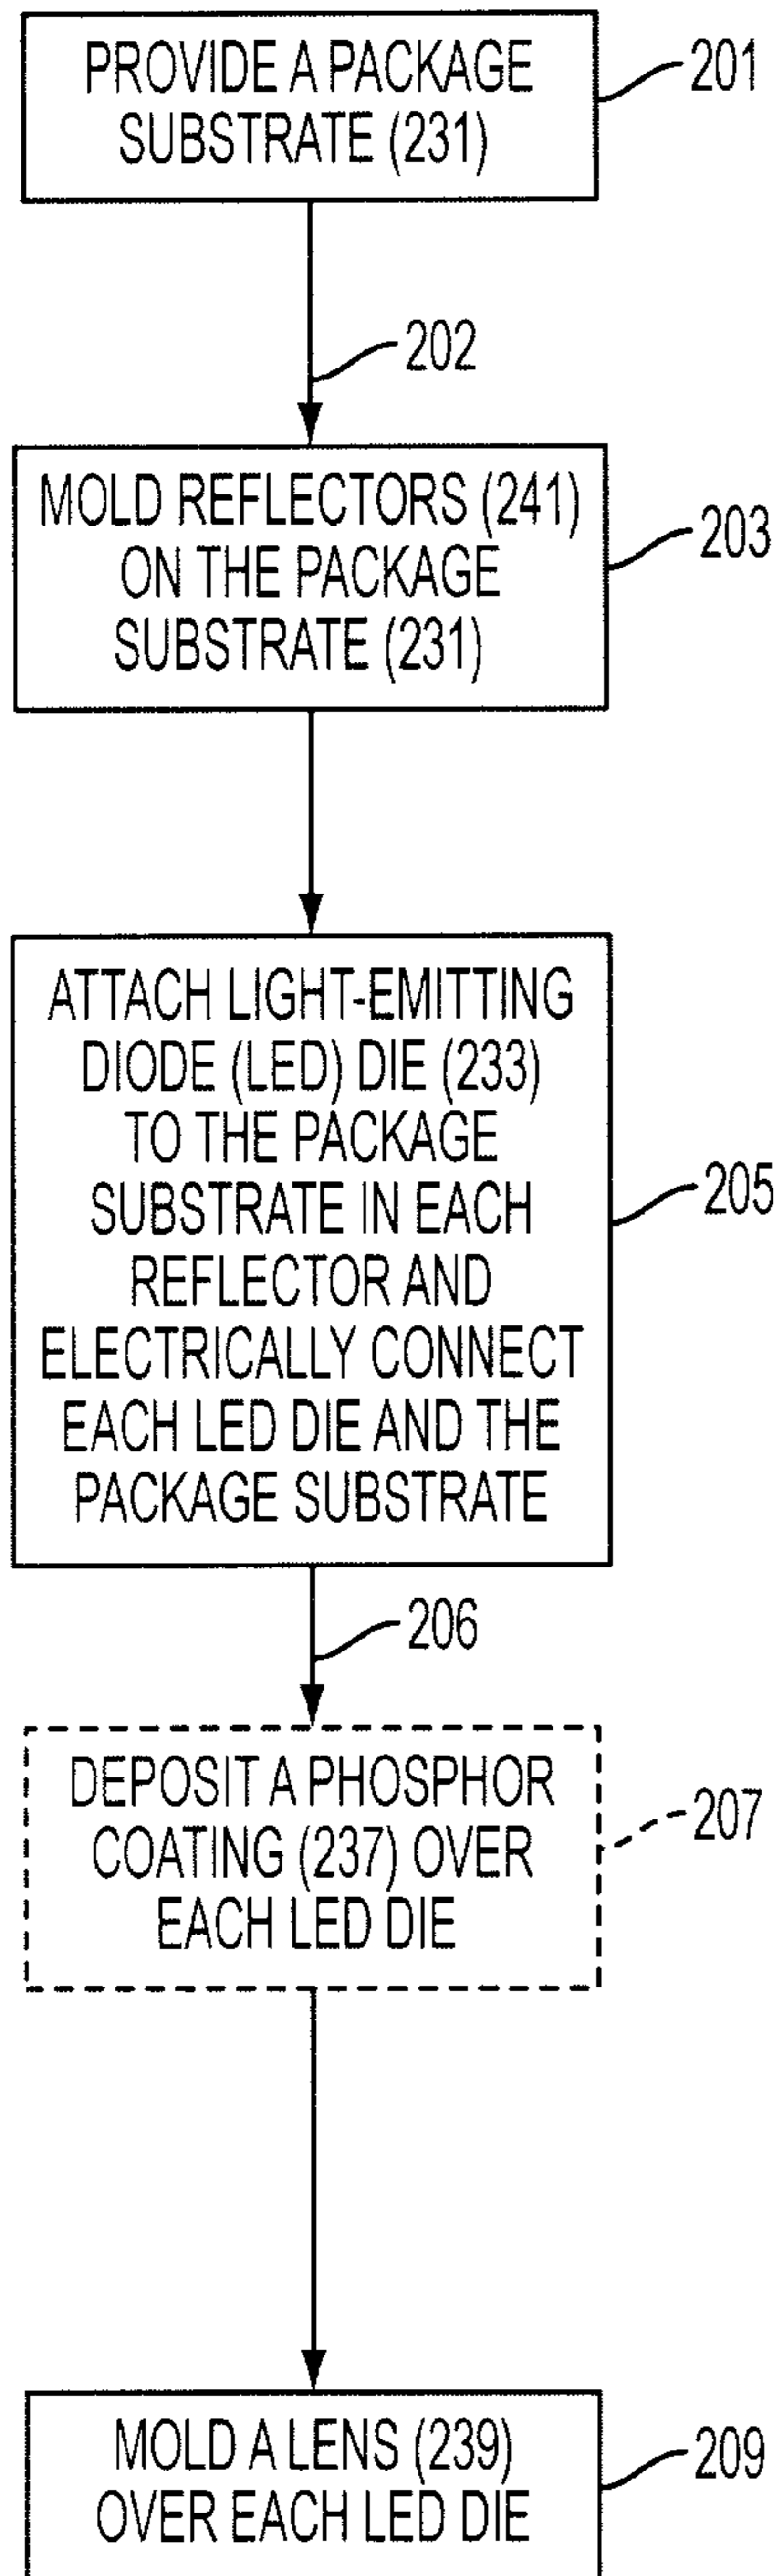 PROVIDE A PACKAGE
SUBSTRATE (231)
201
202
MOLD REFLECTORS (241)
ON THE PACKAGE
SUBSTRATE (231)
203
ATTACH LIGHT-EMITTING
DIODE (LED) DIE (233)
TO THE PACKAGE
SUBSTRATE IN EACH
REFLECTOR AND
ELECTRICALLY CONNECT
EACH LED DIE AND THE
PACKAGE SUBSTRATE
205
206
DEPOSIT A PHOSPHOR
COATING (237) OVER
EACH LED DIE
207
MOLD A LENS (239)
OVER EACH LED DIE
209